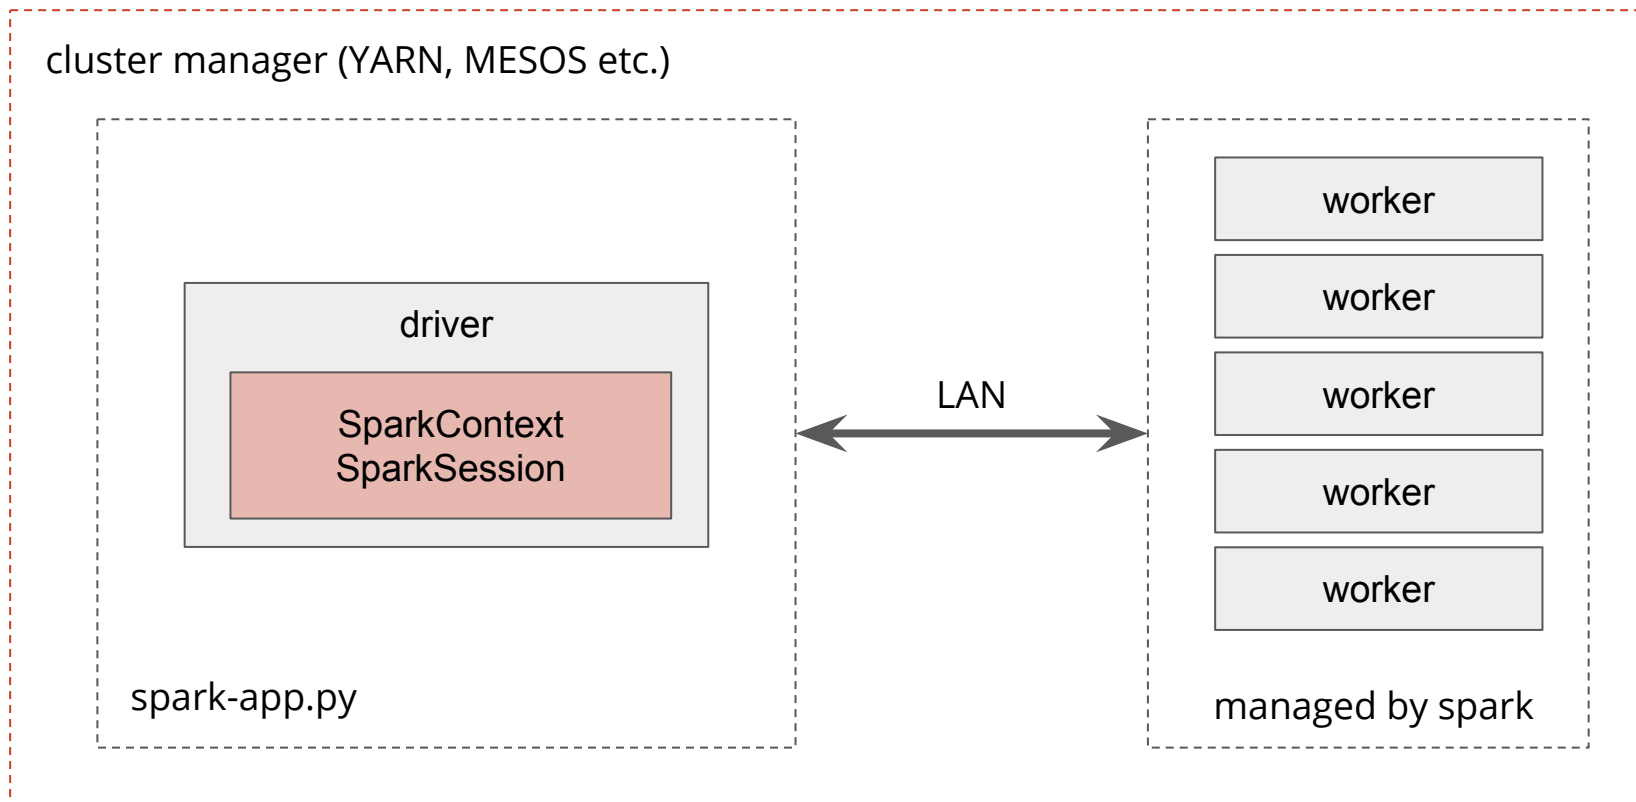 cluster manager (YARN, MESOS etc.)
driver
SparkContext
SparkSession
spark-app.py
LAN
worker
worker
worker
worker
worker
managed by spark